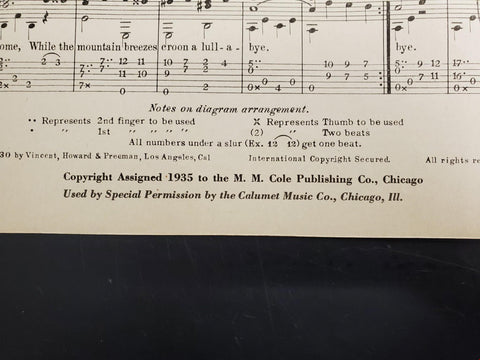 ome, While the mountain breezes croon a lull - a - bye. bye.
Notes on diagram arrangement.
•• Represents 2nd finger to be used X Represents Thumb to be used
• " 1st " " " (2) " Two beats
All numbers under a slur (Ex. 12 12) get one beat.
30 by Vincent, Howard & Preeman, Los Angeles, Cal International Copyright Secured. All rights re
Copyright Assigned 1935 to the M. M. Cole Publishing Co., Chicago
Used by Special Permission by the Calumet Music Co., Chicago, Ill.